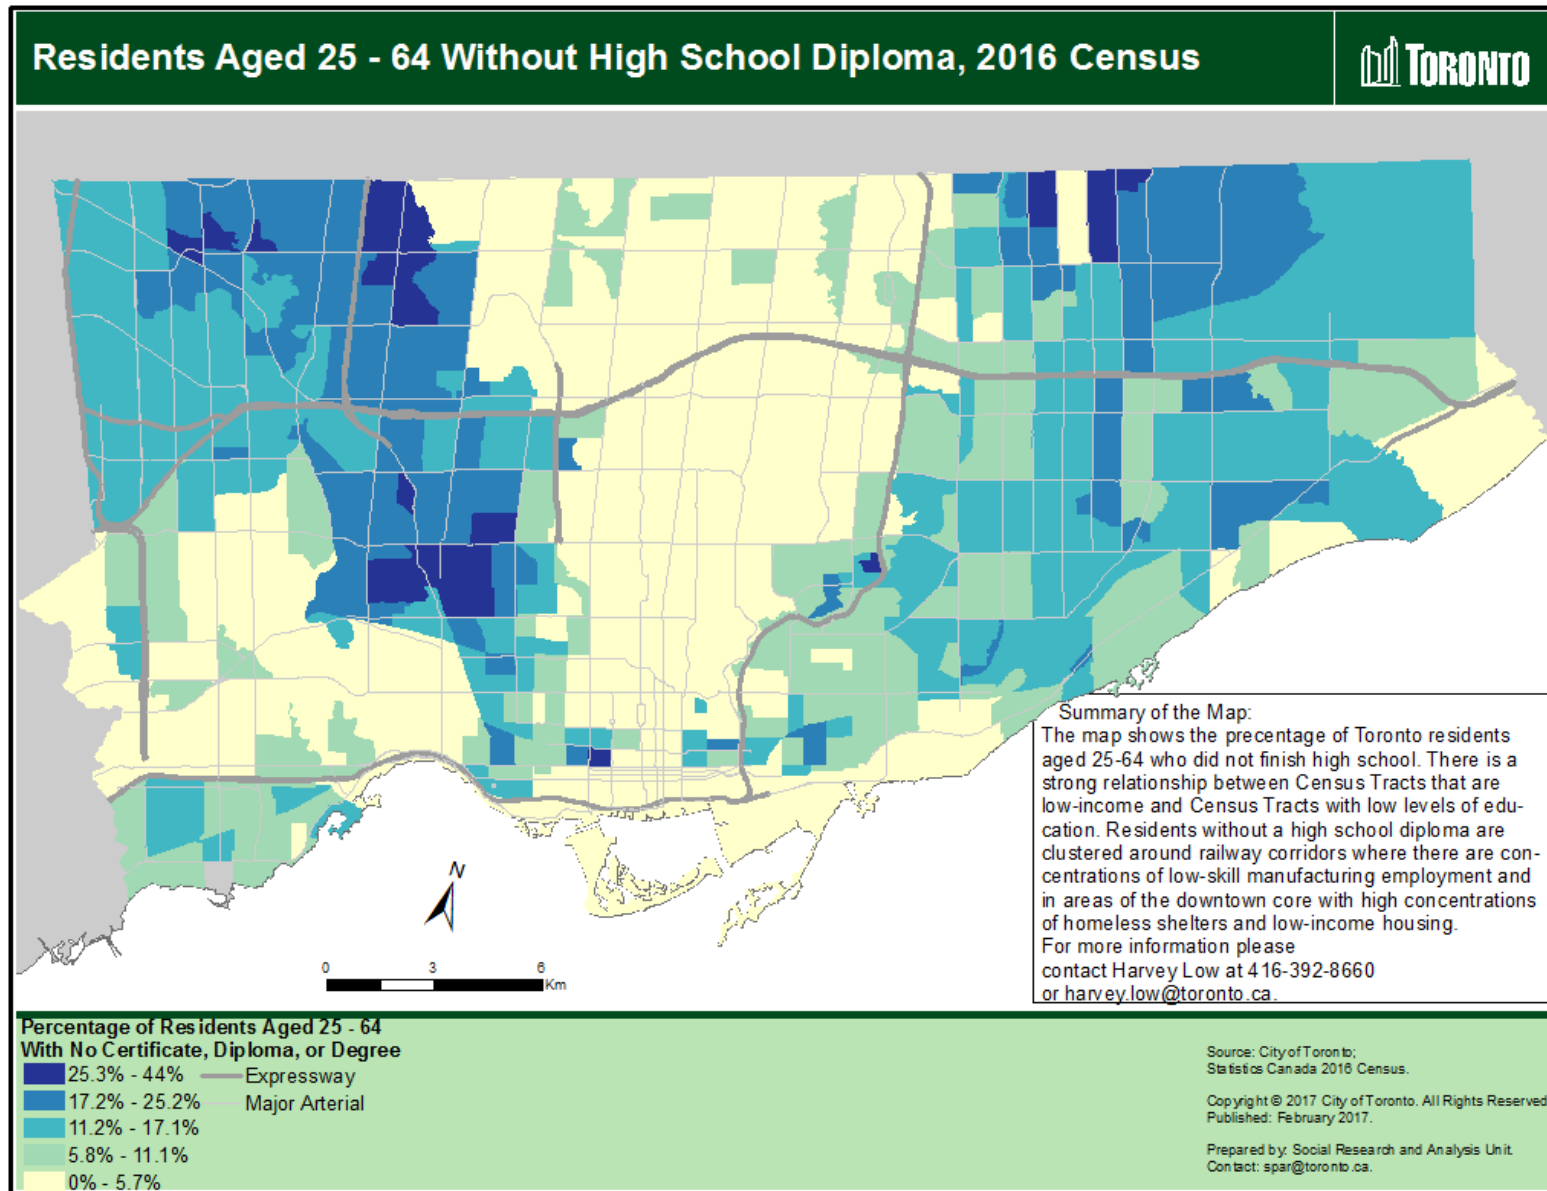 Residents Aged 25 - 64 Without High School Diploma, 2016 Census
TORONTO
Summary of the Map:
The map shows the precentage of Toronto residents
aged 25-64 who did not finish high school. There is a
strong relationship between Census Tracts that are
low-income and Census Tracts with low levels of edu-
cation. Residents without a high school diploma are
clustered around railway corridors where there are con-
centrations of low-skill manufacturing employment and
in areas of the downtown core with high concentrations
of homeless shelters and low-income housing.
For more information please
contact Harvey Low at 416-392-8660
or harvey.low@toronto.ca.
N
0 3 6
Km
Percentage of Residents Aged 25 - 64
With No Certificate, Diploma, or Degree
25.3% - 44% Expressway
17.2% - 25.2% Major Arterial
11.2% - 17.1%
5.8% - 11.1%
0% - 5.7%
Source: City of Toronto;
Statistics Canada 2016 Census.
Copyright © 2017 City of Toronto. All Rights Reserved
Published: February 2017.
Prepared by: Social Research and Analysis Unit.
Contact: spar@toronto.ca.